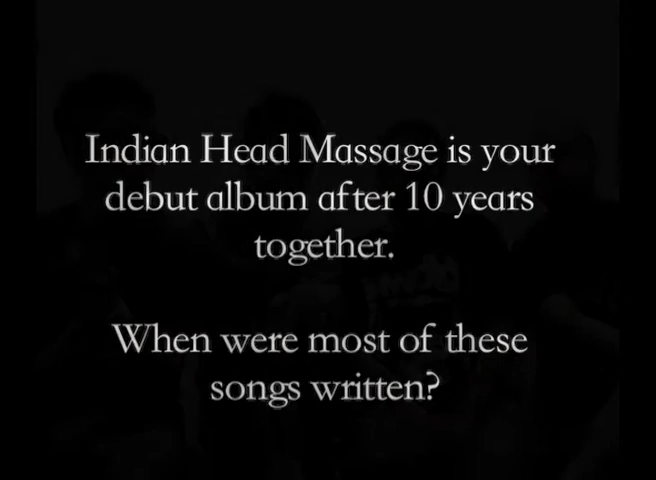 Indian Head Massage is your
debut album after 10 years
together.
When were most of these
songs written?